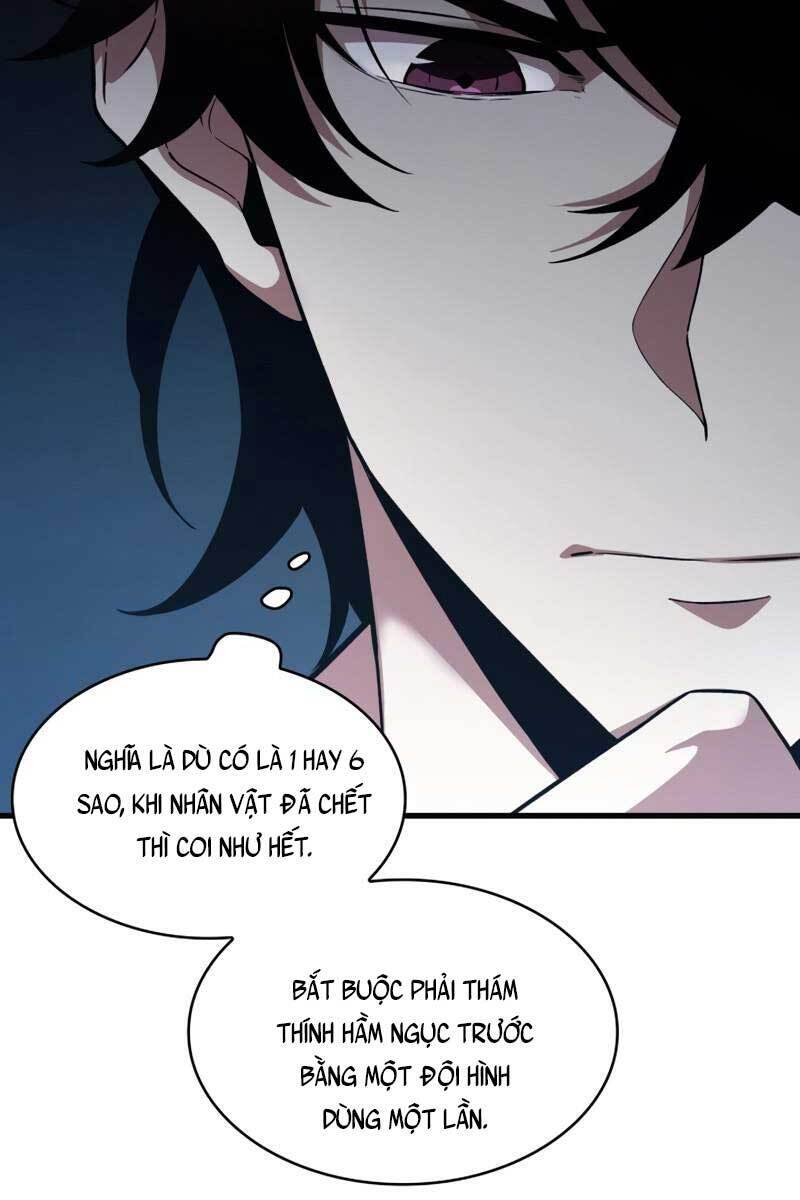 NGHĨA LÀ DÙ CÓ LÀ 1 HAY 6
SAO, KHI NHÂN VẬT ĐÃ CHẾT
THÌ COI NHƯ HẾT.
BẮT BUỘC PHẢI THÁM
THÍNH HẦM NGỤC TRƯỚC
BẰNG MỘT ĐỘI HÌNH
DÙNG MỘT LẦN.